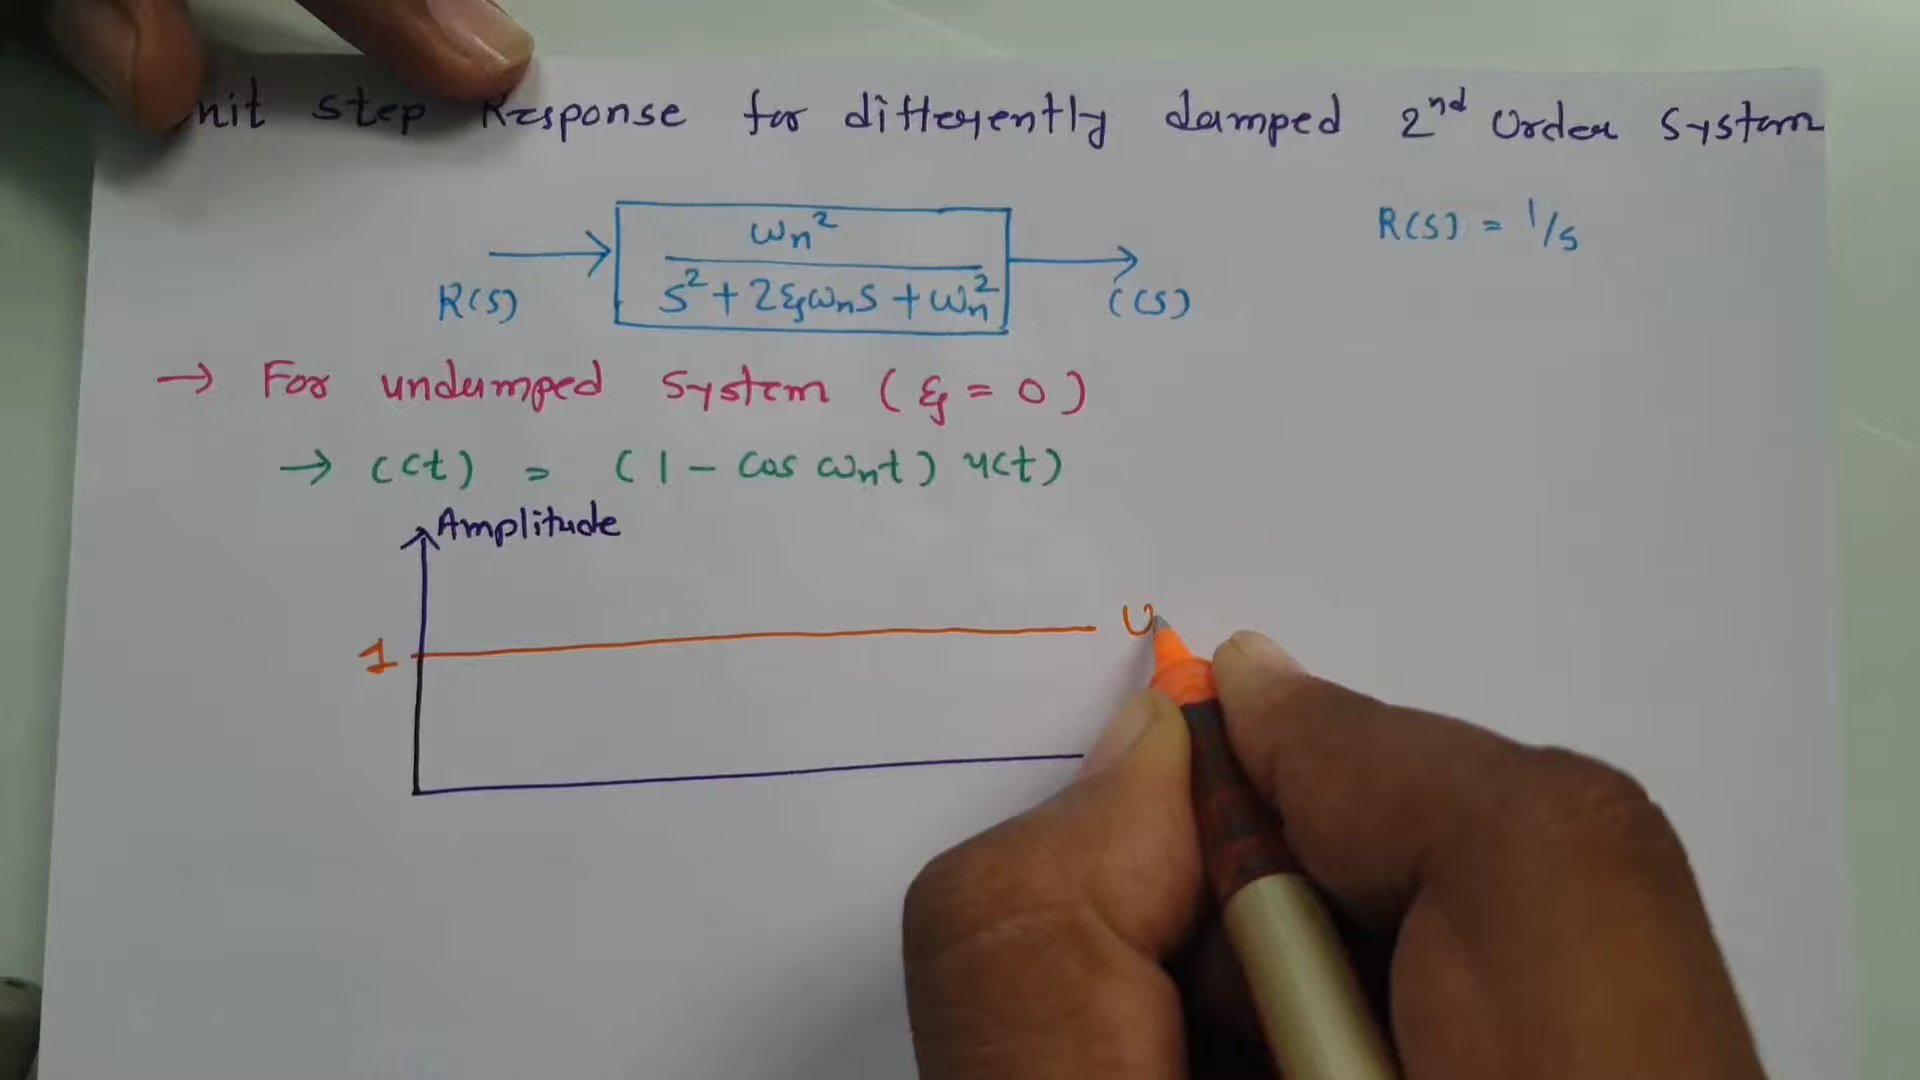 nit step Response for differently damped 2nd Order System
ωn²
R(S) = 1/s
R(S)
s² + 2ξωns + ωn²
C(S)
→ For undumped System (ξ = 0)
→ C(t) = (1 - cos ωnt) u(t)
Amplitude
1
U